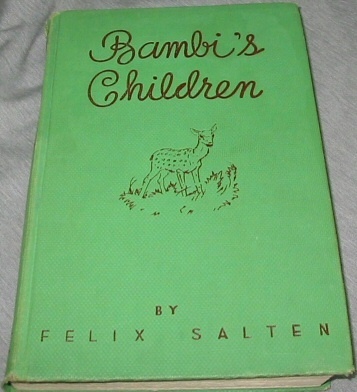 Bambi's
Children
BY
FELIX SALTEN